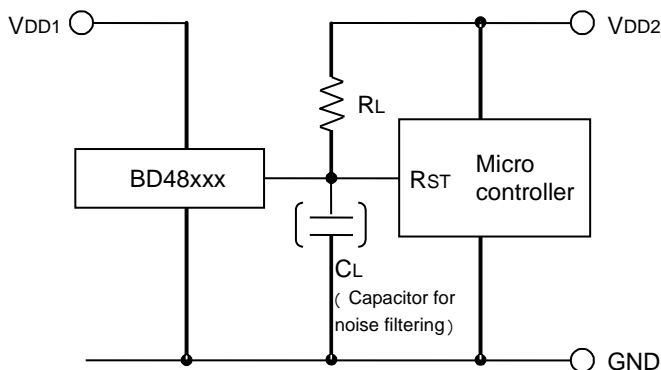 VDD1
VDD2
RL
BD48xxx
RST
Micro
controller
CL
( Capacitor for
noise filtering )
GND